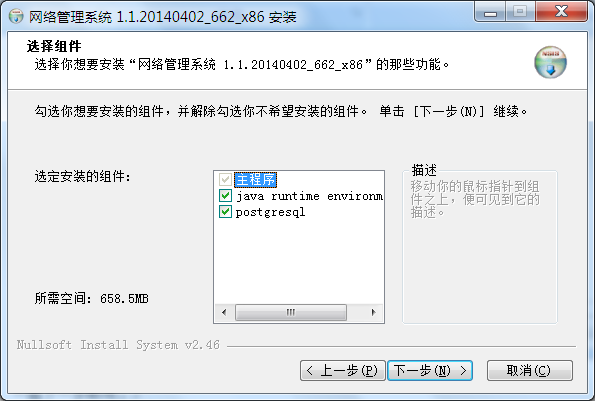 网络管理系统 1.1.20140402_662_x86 安装
选择组件
选择你想要安装“网络管理系统 1.1.20140402_662_x86”的那些功能。
勾选你想要安装的组件，并解除勾选你不希望安装的组件。 单击 [下一步(N)] 继续。
选定安装的组件:
主程序
java runtime environm
postgresql
描述
移动你的鼠标指针到组
件之上，便可见到它的
描述。
所需空间: 658.5MB
Nullsoft Install System v2.46
< 上一步(P)
下一步(N) >
取消(C)